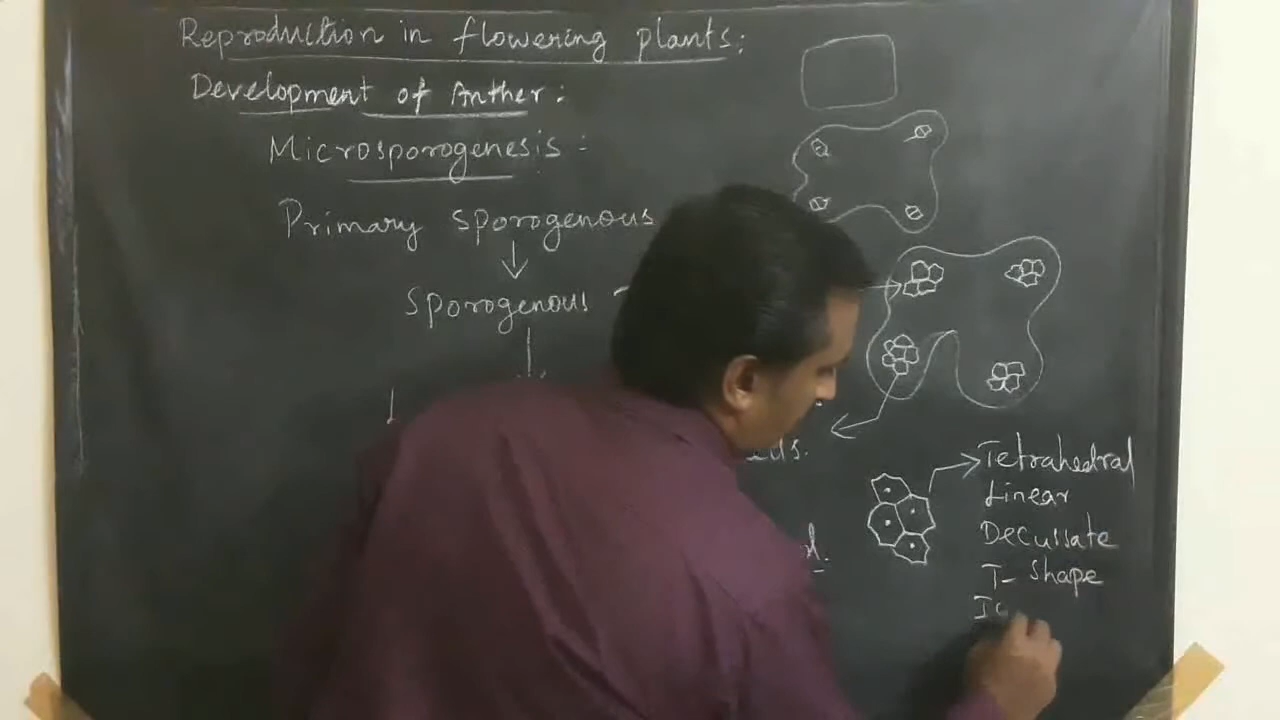 Reproduction in flowering plants:
Development of Anther:
Microsporogenesis:
Primary Sporogenous
Sporogenous
Tetrahedral
Linear
Decussate
T- Shape